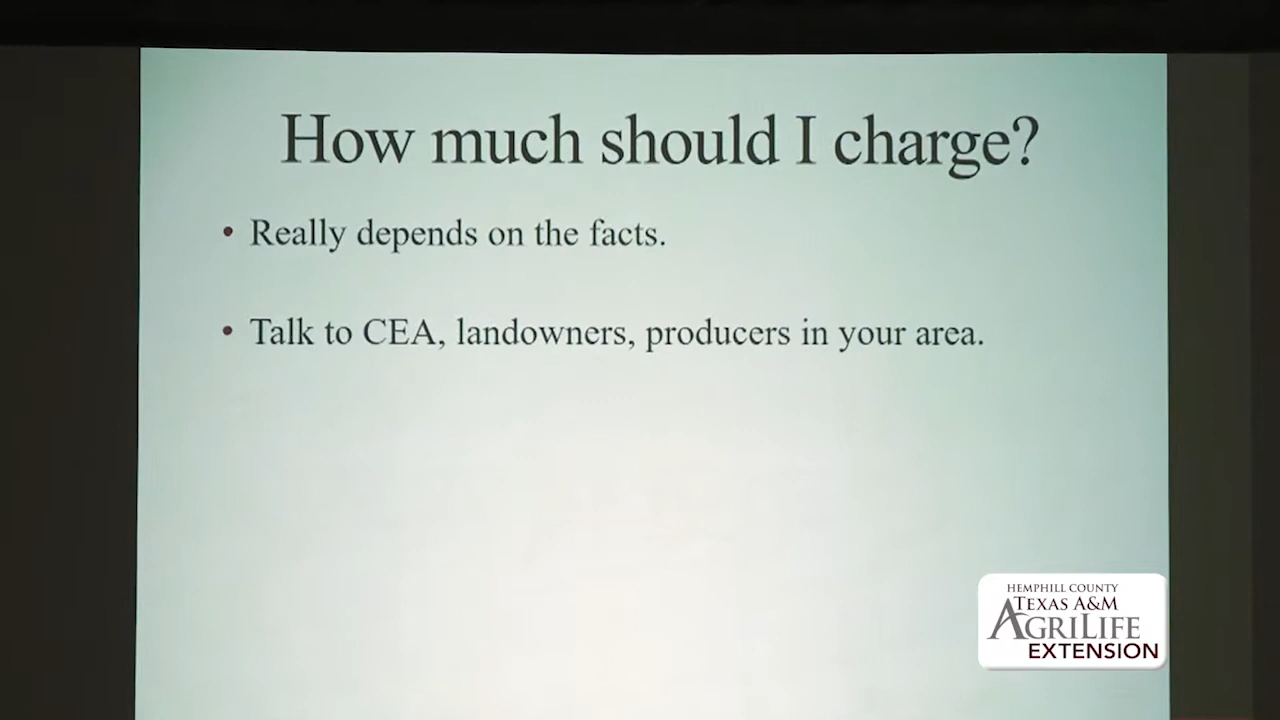 How much should I charge?
• Really depends on the facts.
• Talk to CEA, landowners, producers in your area.
HEMPHILL COUNTY
TEXAS A&M
AGRILIFE
EXTENSION